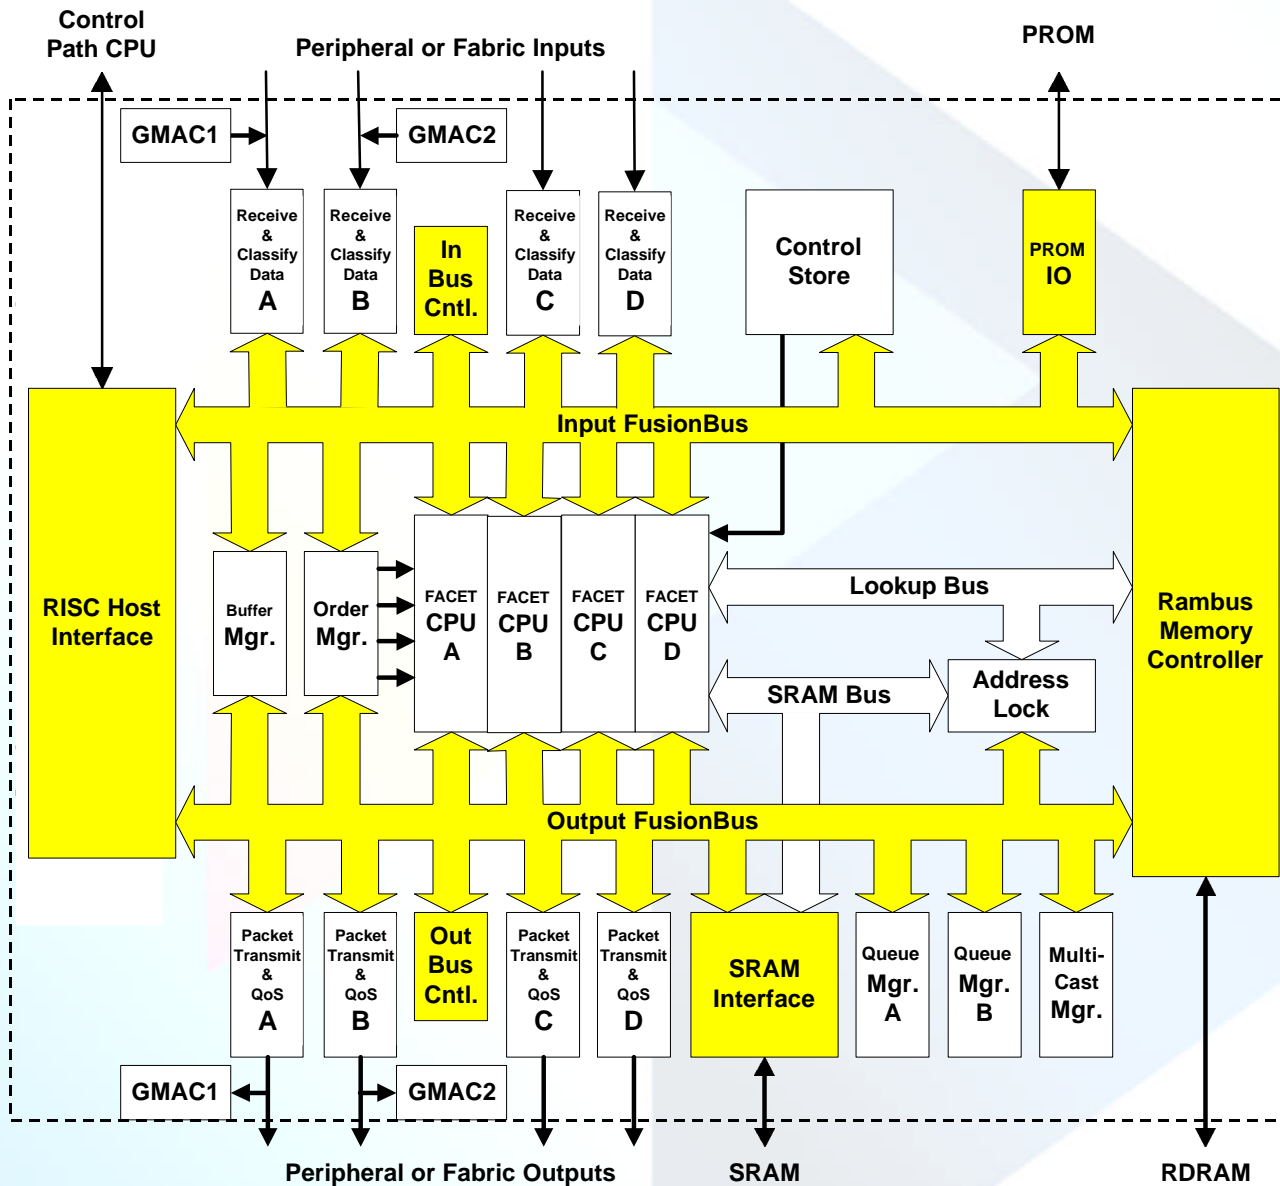 Control
Path CPU
Peripheral or Fabric Inputs
PROM
GMAC1
GMAC2
Receive
&
Classify
Data
A
Receive
&
Classify
Data
B
In
Bus
Cntl.
Receive
&
Classify
Data
C
Receive
&
Classify
Data
D
Control
Store
PROM
IO
Input FusionBus
RISC Host
Interface
Buffer
Mgr.
Order
Mgr.
FACET
CPU
A
FACET
CPU
B
FACET
CPU
C
FACET
CPU
D
Lookup Bus
SRAM Bus
Address
Lock
Rambus
Memory
Controller
Output FusionBus
Packet
Transmit
&
QoS
A
Packet
Transmit
&
QoS
B
Out
Bus
Cntl.
Packet
Transmit
&
QoS
C
Packet
Transmit
&
QoS
D
SRAM
Interface
Queue
Mgr.
A
Queue
Mgr.
B
Multi-
Cast
Mgr.
GMAC1
GMAC2
Peripheral or Fabric Outputs
SRAM
RDRAM